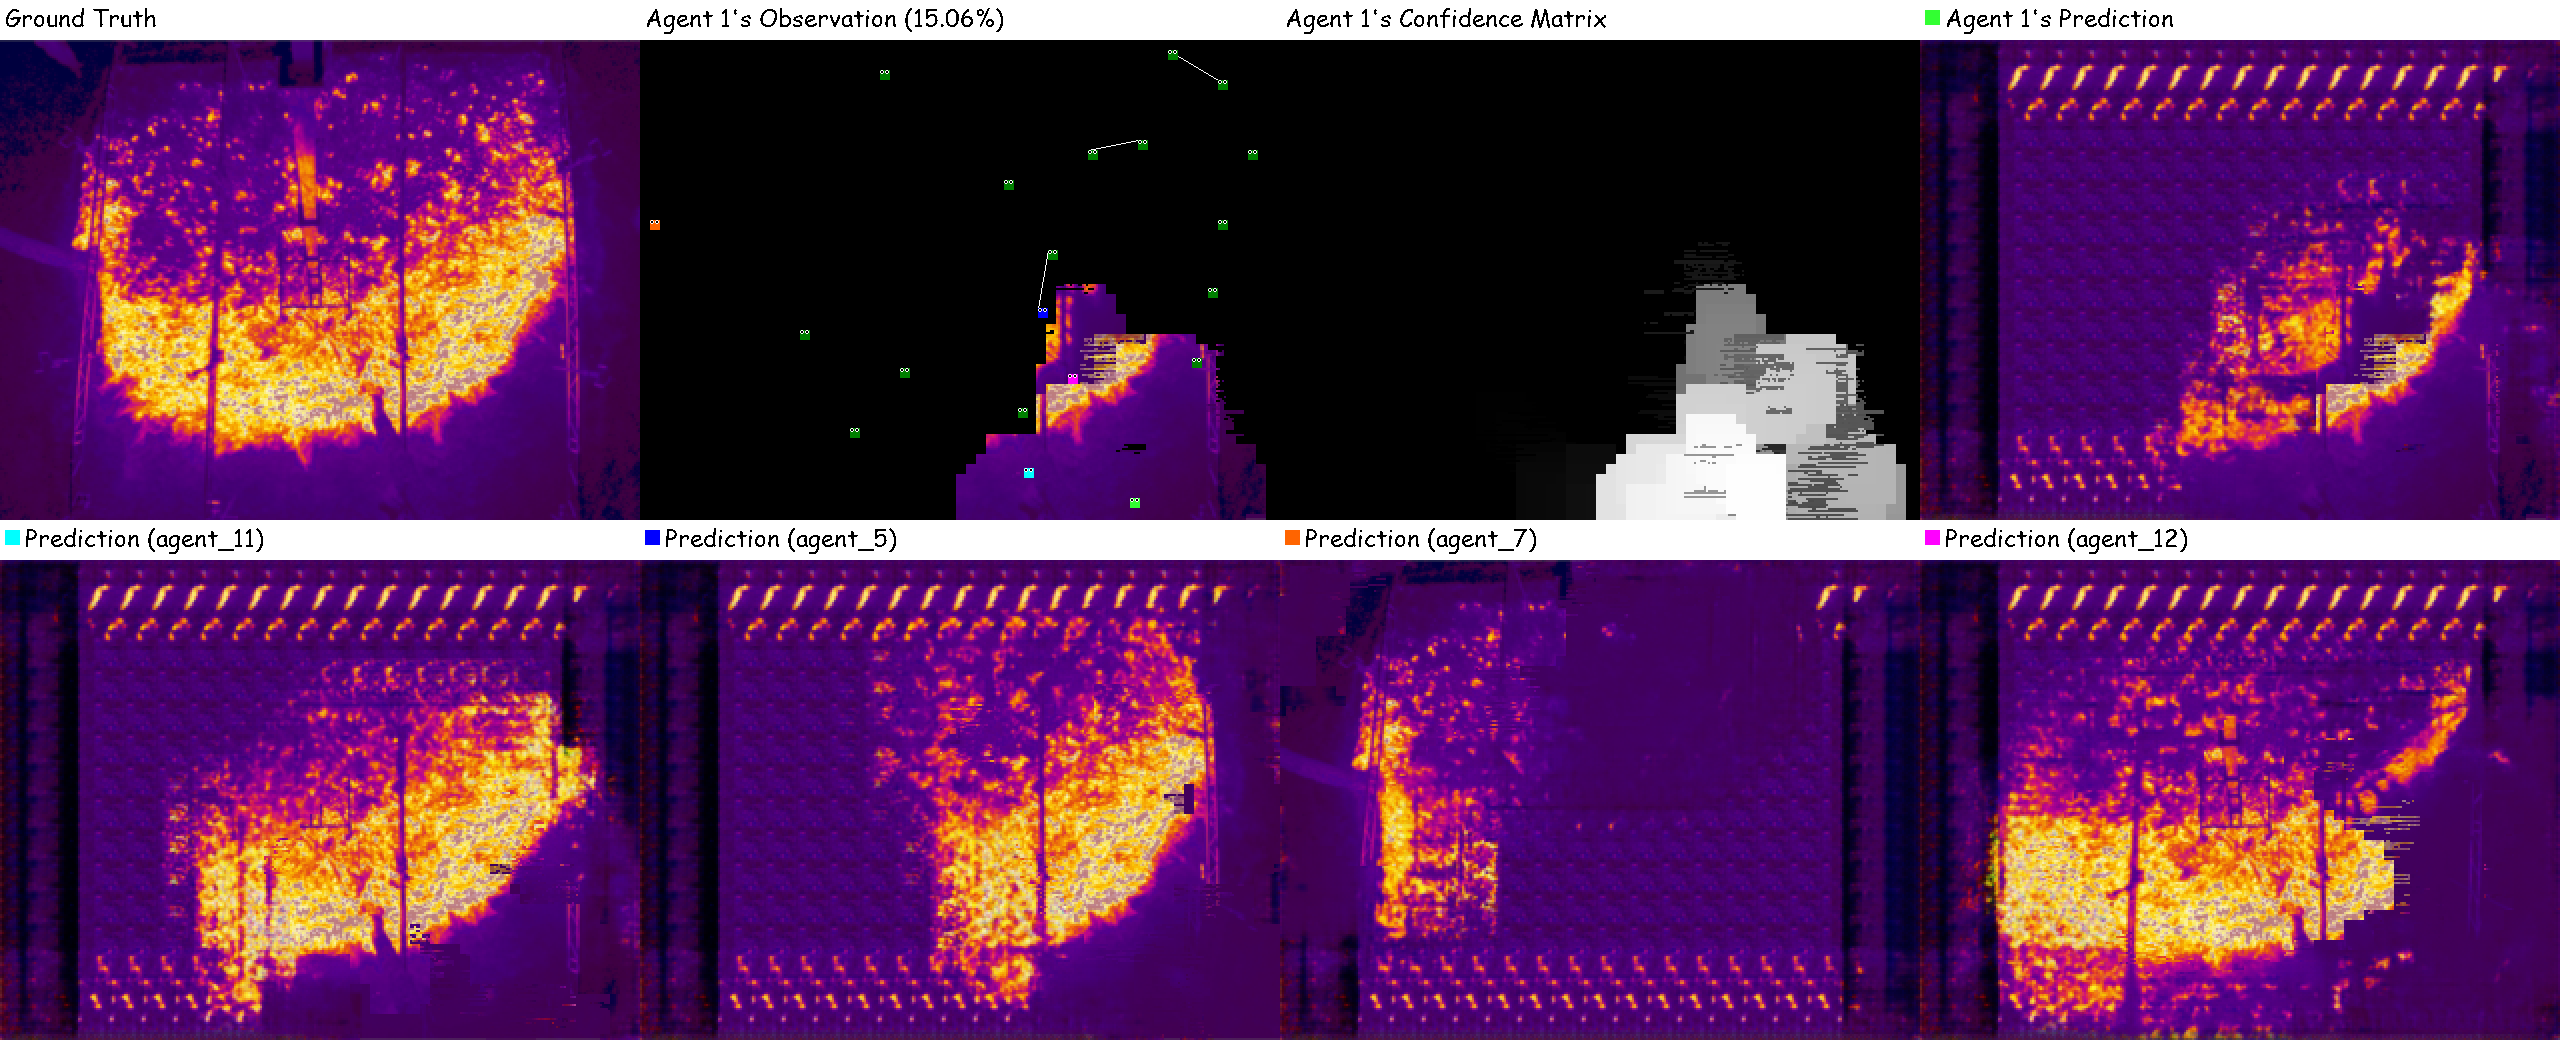 Ground Truth
Agent 1's Observation (15.06%)
Agent 1's Confidence Matrix
Agent 1's Prediction
Prediction (agent_11)
Prediction (agent_5)
Prediction (agent_7)
Prediction (agent_12)